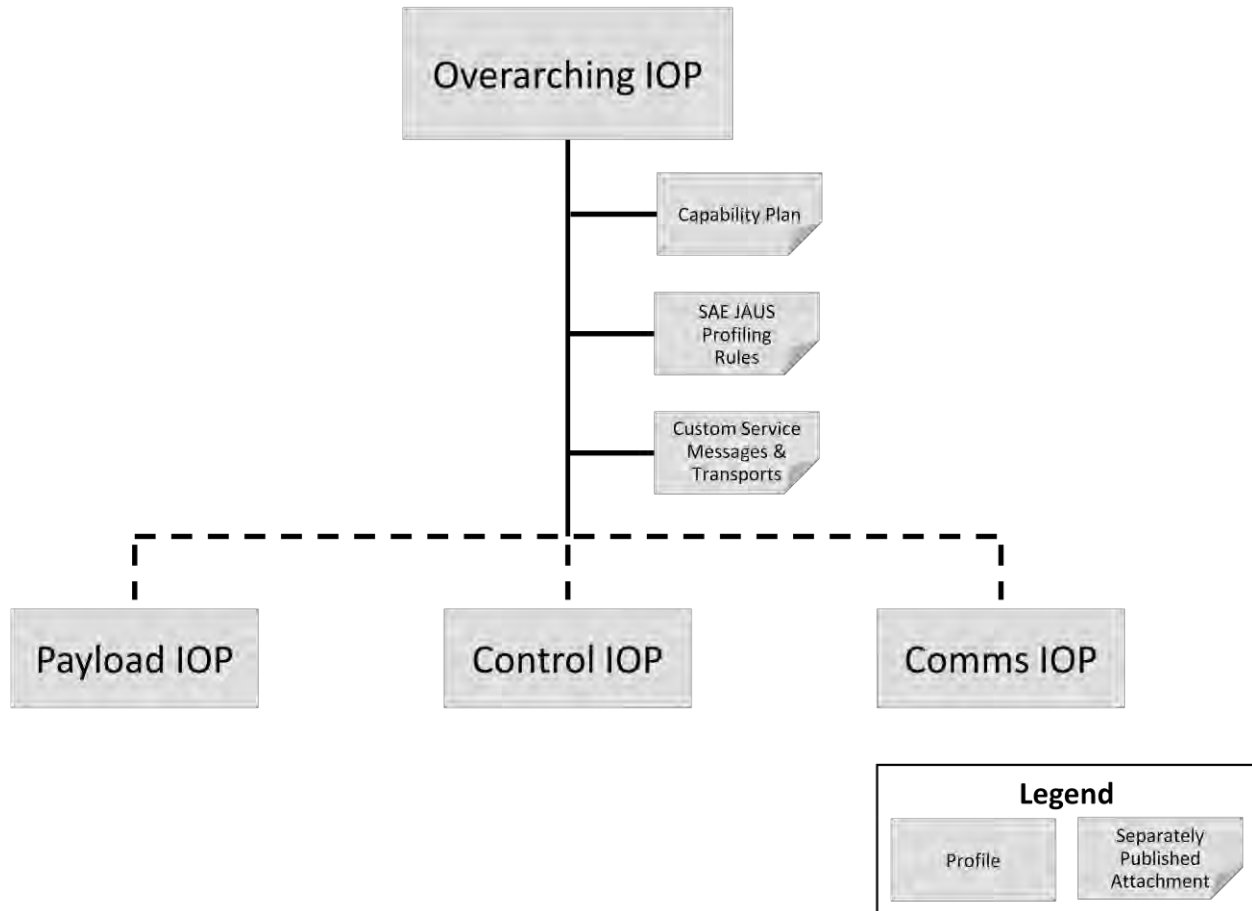 Overarching IOP
Capability Plan
SAE JAUS
Profiling
Rules
Custom Service
Messages &
Transports
Payload IOP
Control IOP
Comms IOP
Legend
Profile
Separately
Published
Attachment